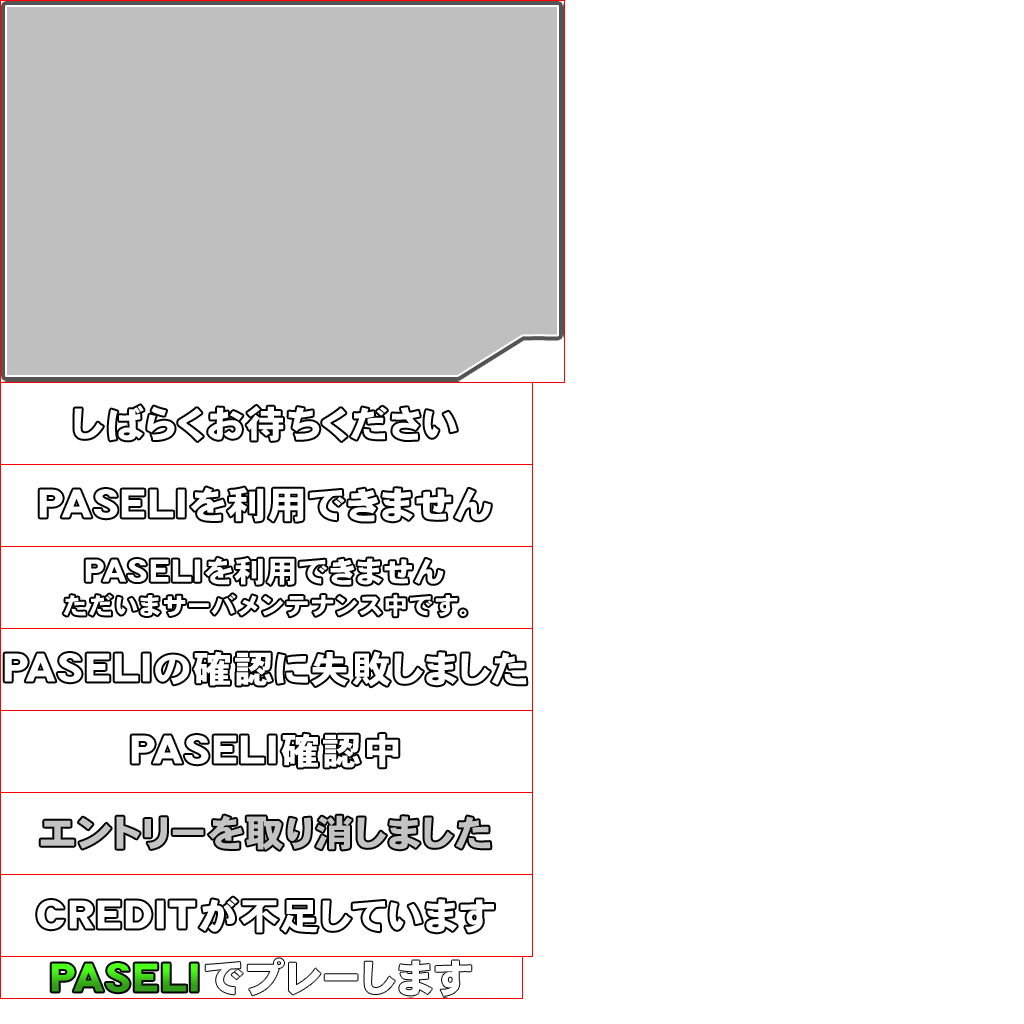 しばらくお待ちください
PASELIを利用できません
PASELIを利用できません
ただいまサーバメンテナンス中です。
PASELIの確認に失敗しました
PASELI確認中
エントリーを取り消しました
CREDITが不足しています
PASELIでプレーします